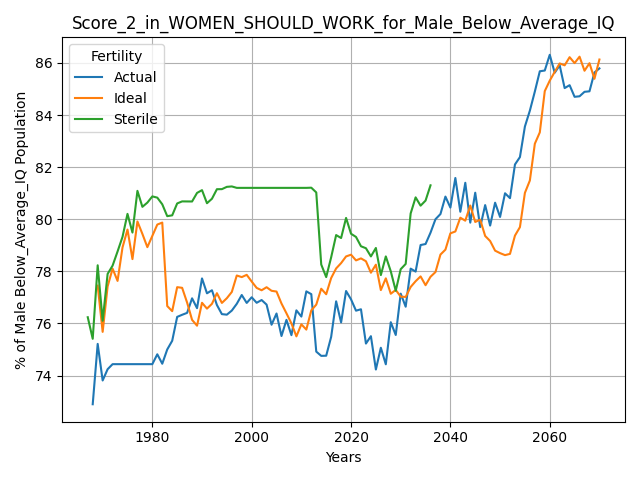 Score_2_in_WOMEN_SHOULD_WORK_for_Male_Below_Average_IQ
Fertility
Actual
Ideal
Sterile
% of Male Below_Average_IQ Population
86
84
82
80
78
76
74
1980
2000
2020
2040
2060
Years